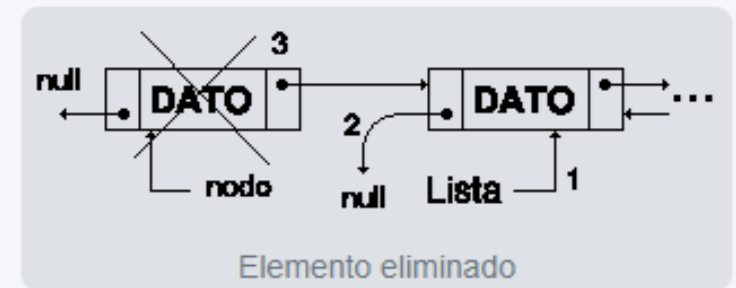 3
null
DATO
DATO
...
2
nodo
null
Lista
1
Elemento eliminado